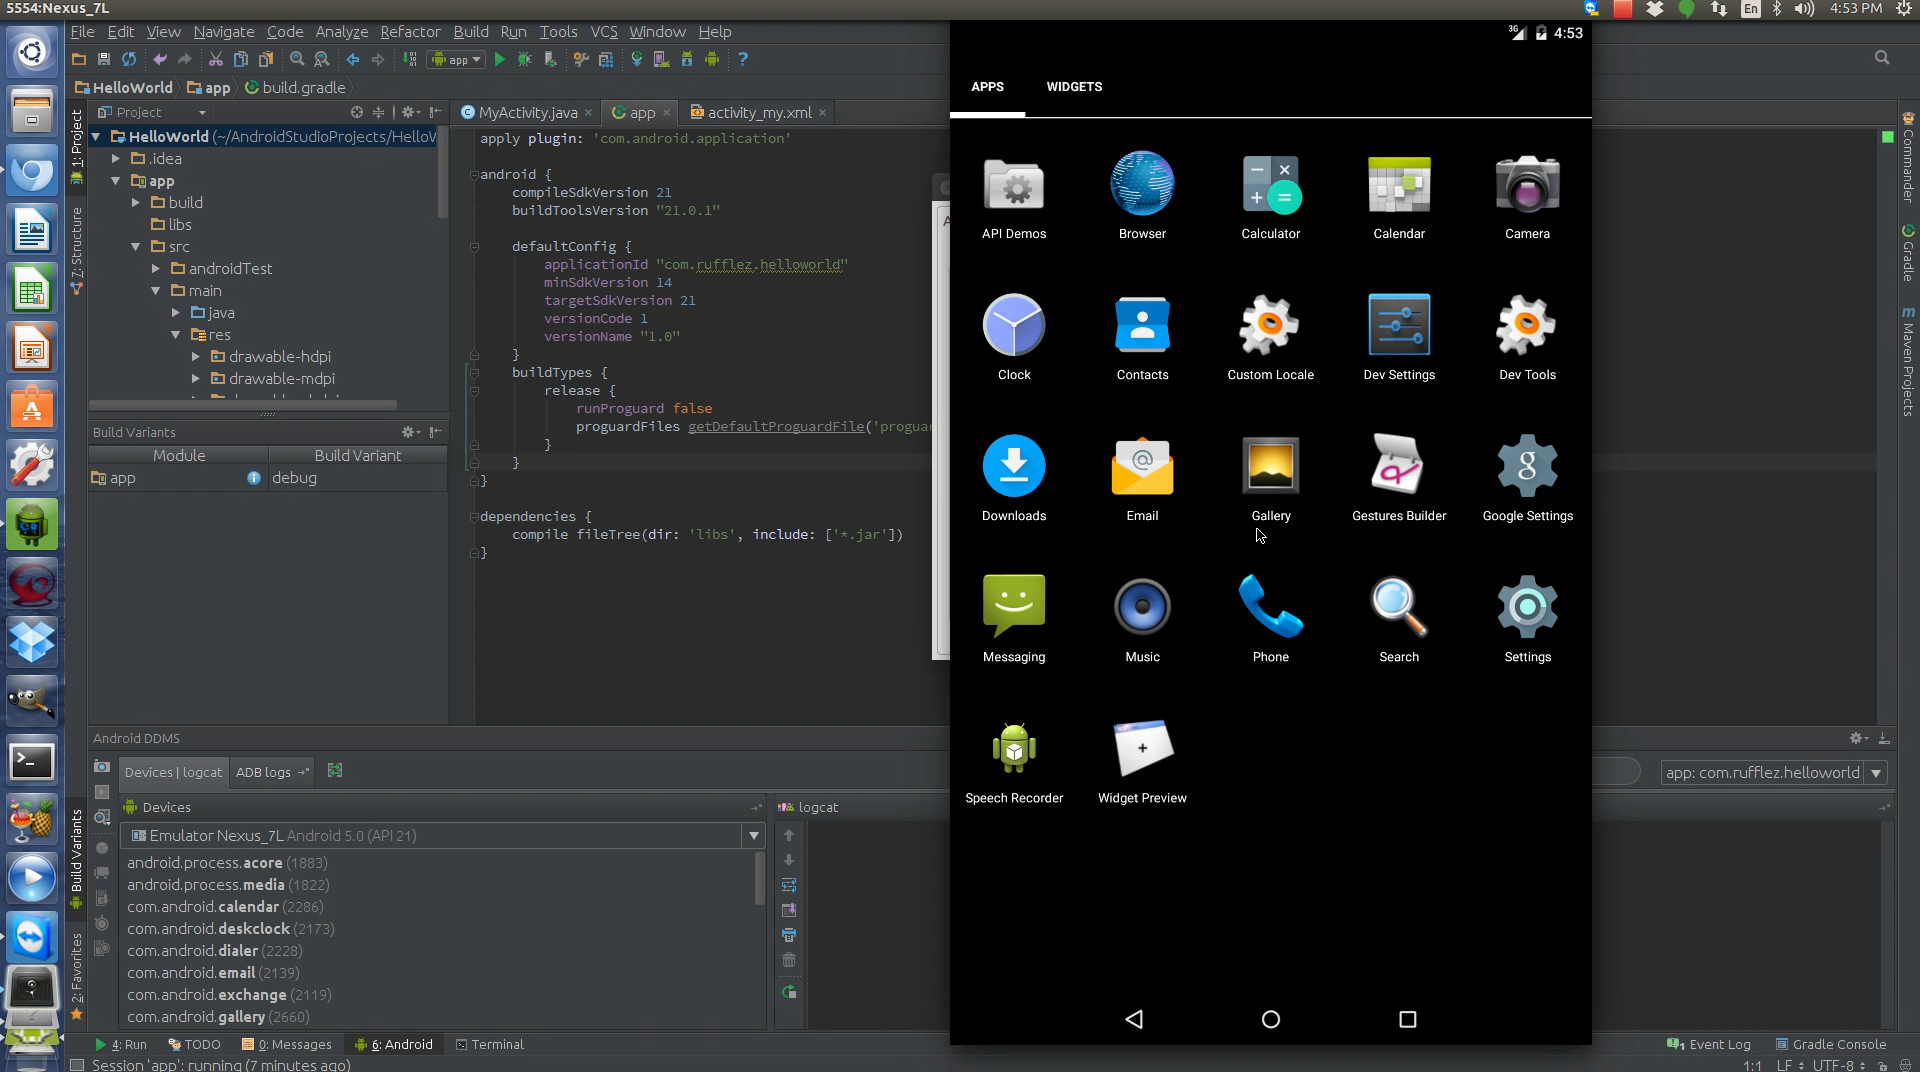 5554:Nexus_7L
En
4:53 PM
File Edit View Navigate Code Analyze Refactor Build Run Tools VCS Window Help
app
HelloWorld
app
build.gradle
Project
MyActivity.java
app
activity_my.xml
1: Project
7: Structure
Build Variants
2: Favorites
HelloWorld (~/AndroidStudioProjects/HelloW
.idea
app
build
libs
src
androidTest
main
java
res
drawable-hdpi
drawable-mdpi
Build Variants
Module Build Variant
app debug
apply plugin: 'com.android.application'
android {
compileSdkVersion 21
buildToolsVersion "21.0.1"
defaultConfig {
applicationId "com.rufflez.helloworld"
minSdkVersion 14
targetSdkVersion 21
versionCode 1
versionName "1.0"
}
buildTypes {
release {
runProguard false
proguardFiles getDefaultProguardFile('proguar
}
}
}
dependencies {
compile fileTree(dir: 'libs', include: ['*.jar'])
}
3G
4:53
APPS WIDGETS
API Demos Browser Calculator Calendar Camera
Clock Contacts Custom Locale Dev Settings Dev Tools
Downloads Email Gallery Gestures Builder Google Settings
Messaging Music Phone Search Settings
Speech Recorder Widget Preview
Commander
Gradle
Maven Projects
Android DDMS
Devices | logcat
ADB logs
app: com.rufflez.helloworld
Devices
logcat
Emulator Nexus_7L Android 5.0 (API 21)
android.process.acore (1883)
android.process.media (1822)
com.android.calendar (2286)
com.android.deskclock (2173)
com.android.dialer (2228)
com.android.email (2139)
com.android.exchange (2119)
com.android.gallery (2660)
4: Run
TODO
0: Messages
6: Android
Terminal
Event Log
Gradle Console
Session 'app': running (7 minutes ago)
1:1
LF
UTF-8